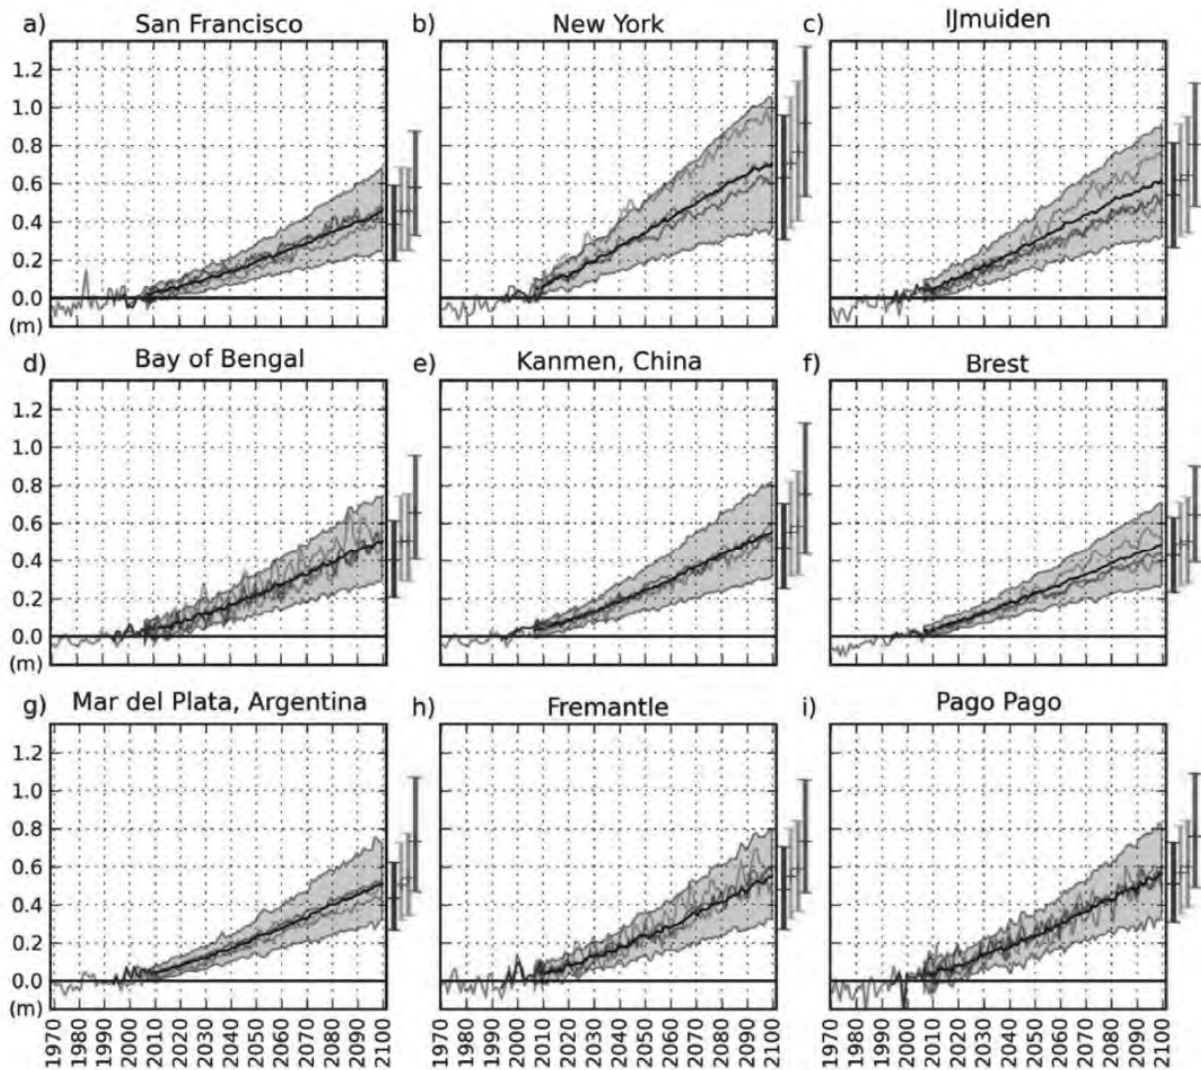 a) San Francisco
b) New York
c) IJmuiden
1.2
1.0
0.8
0.6
0.4
0.2
0.0
(m)
d) Bay of Bengal
e) Kanmen, China
f) Brest
1.2
1.0
0.8
0.6
0.4
0.2
0.0
(m)
g) Mar del Plata, Argentina
h) Fremantle
i) Pago Pago
1.2
1.0
0.8
0.6
0.4
0.2
0.0
(m)
1970 1980 1990 2000 2010 2020 2030 2040 2050 2060 2070 2080 2090 2100
1970 1980 1990 2000 2010 2020 2030 2040 2050 2060 2070 2080 2090 2100
1970 1980 1990 2000 2010 2020 2030 2040 2050 2060 2070 2080 2090 2100